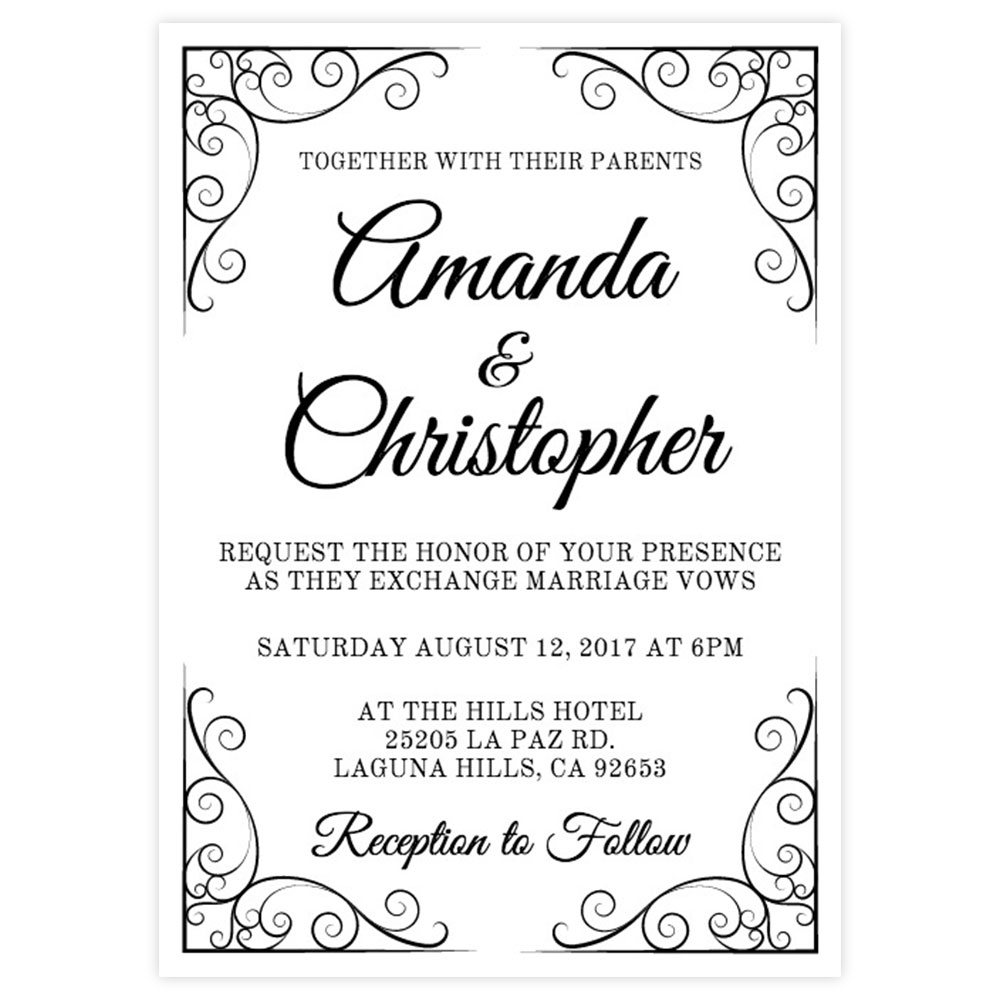 TOGETHER WITH THEIR PARENTS
Amanda
&
Christopher
REQUEST THE HONOR OF YOUR PRESENCE
AS THEY EXCHANGE MARRIAGE VOWS
SATURDAY AUGUST 12, 2017 AT 6PM
AT THE HILLS HOTEL
25205 LA PAZ RD.
LAGUNA HILLS, CA 92653
Reception to Follow